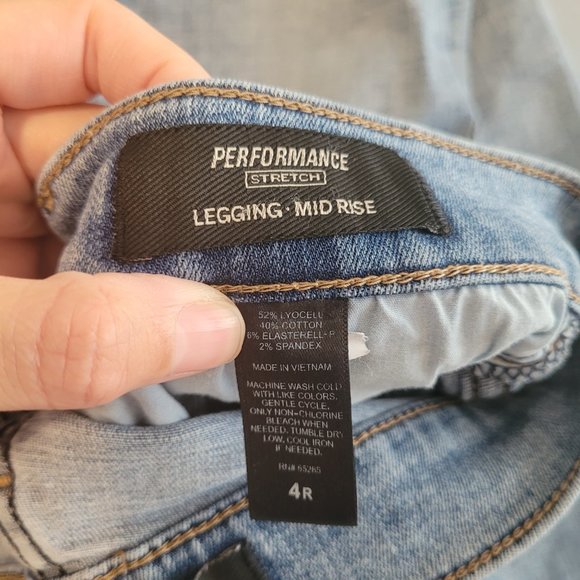 PERFORMANCE
STRETCH
LEGGING · MID RISE
52% LYOCELL
40% COTTON
6% ELASTERELL-P
2% SPANDEX
MADE IN VIETNAM
MACHINE WASH COLD
WITH LIKE COLORS.
GENTLE CYCLE.
ONLY NON-CHLORINE
BLEACH WHEN
NEEDED. TUMBLE DRY
LOW, COOL IRON
IF NEEDED.
RG# 65265
4R